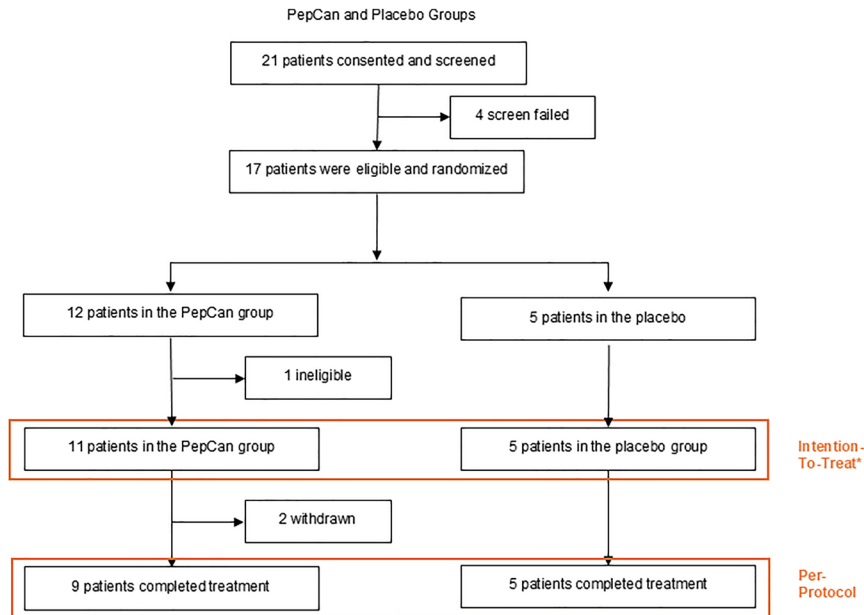 PepCan and Placebo Groups
21 patients consented and screened
4 screen failed
17 patients were eligible and randomized
12 patients in the PepCan group
5 patients in the placebo
1 ineligible
11 patients in the PepCan group
5 patients in the placebo group
Intention-
To-Treat*
2 withdrawn
9 patients completed treatment
5 patients completed treatment
Per-
Protocol